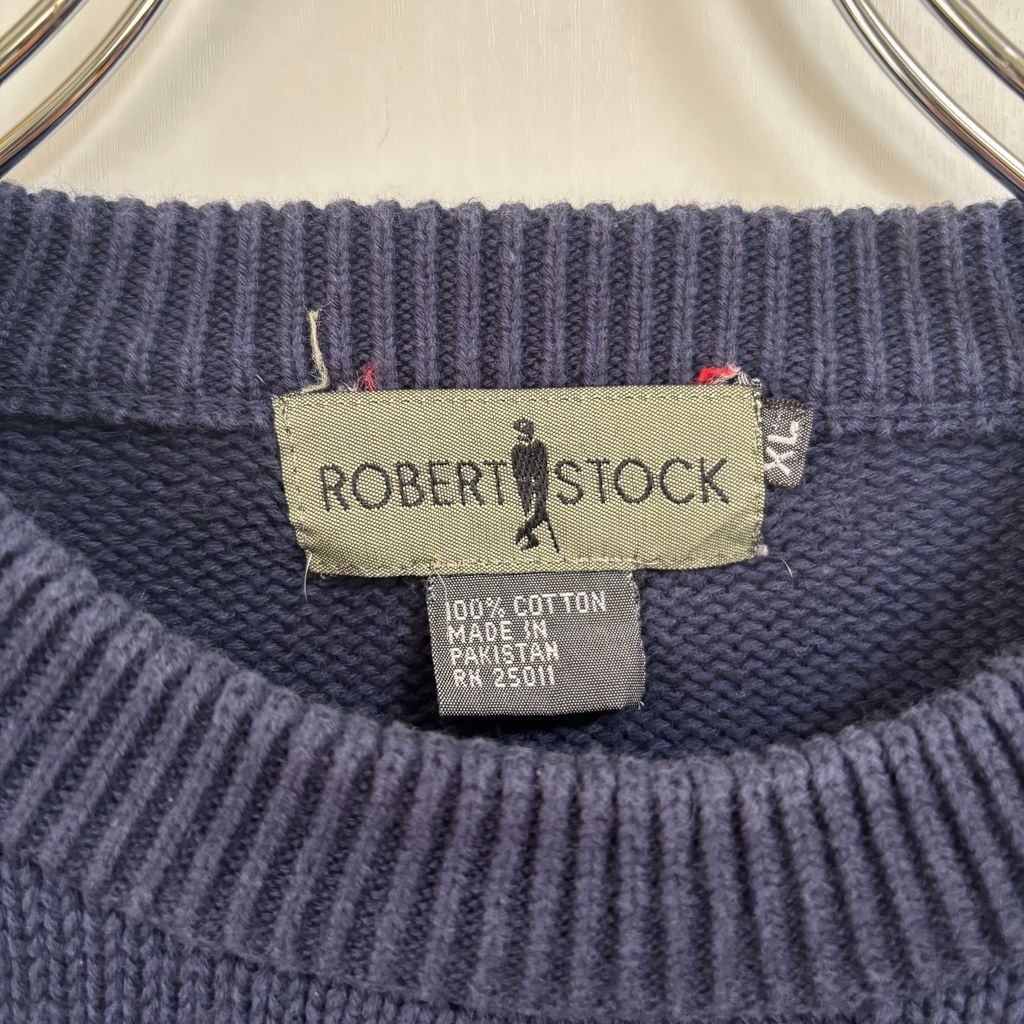 ROBERT STOCK
XL
100% COTTON
MADE IN
PAKISTAN
RK 25011